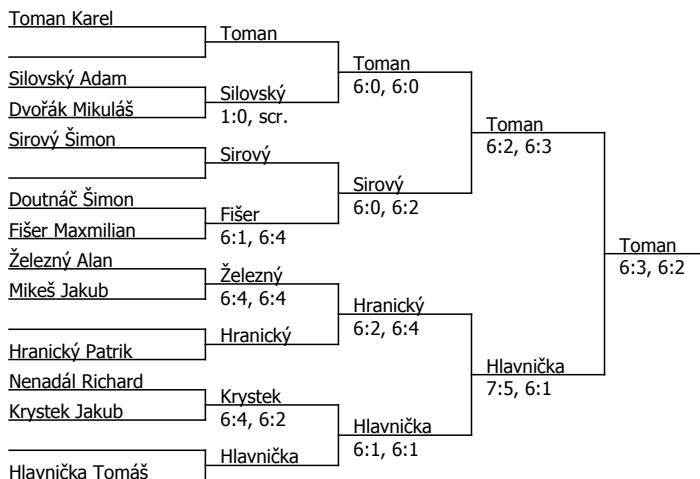 Toman Karel
Silovský Adam
Dvořák Mikuláš
Sirový Šimon
Doutnáč Šimon
Fišer Maxmilian
Železný Alan
Mikeš Jakub
Hranický Patrik
Nenadál Richard
Krystek Jakub
Hlavnička Tomáš
Toman
Silovský
1:0, scr.
Sirový
Fišer
6:1, 6:4
Železný
6:4, 6:4
Hranický
Krystek
6:4, 6:2
Hlavnička
Toman
6:0, 6:0
Sirový
6:0, 6:2
Hranický
6:2, 6:4
Hlavnička
6:1, 6:1
Toman
6:2, 6:3
Hlavnička
7:5, 6:1
Toman
6:3, 6:2